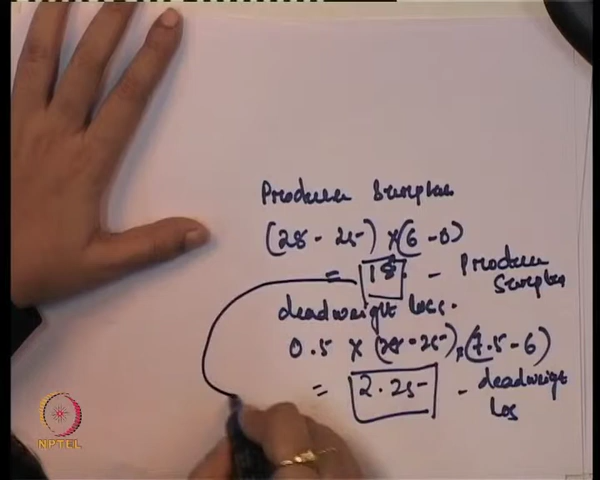 Producer Surplus
(28 - 25) x (6 - 0)
= 18 - Producer
Surplus
deadweight loss.
0.5 x (28 - 25) x (7.5 - 6)
= 2.25 - deadweight
los
NPTEL